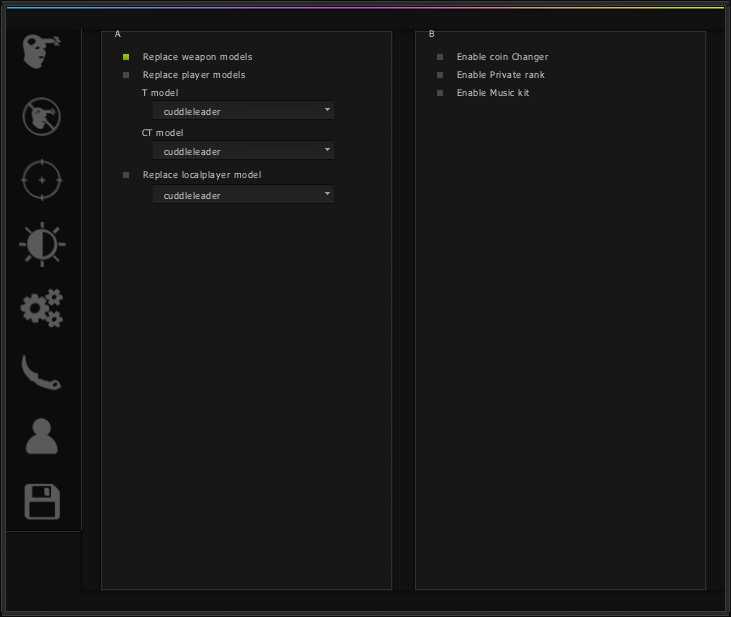 A
Replace weapon models
Replace player models
T model
cuddleleader
CT model
cuddleleader
Replace localplayer model
cuddleleader
B
Enable coin Changer
Enable Private rank
Enable Music kit